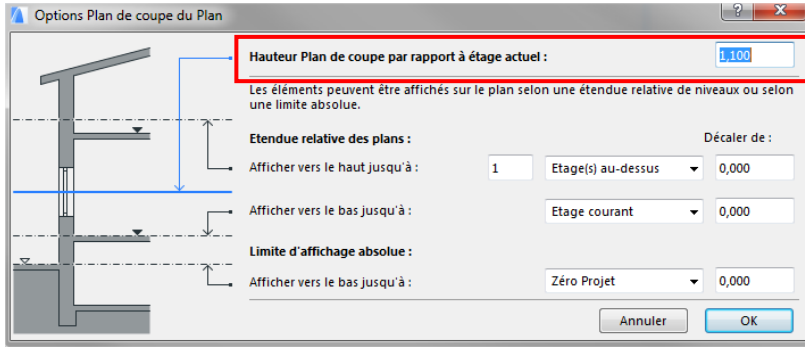 Options Plan de coupe du Plan
Hauteur Plan de coupe par rapport à étage actuel : 1,100
Les éléments peuvent être affichés sur le plan selon une étendue relative de niveaux ou selon
une limite absolue.
Etendue relative des plans : Décaler de :
Afficher vers le haut jusqu'à : 1 Etage(s) au-dessus 0,000
Afficher vers le bas jusqu'à : Etage courant 0,000
Limite d'affichage absolue :
Afficher vers le bas jusqu'à : Zéro Projet 0,000
Annuler OK